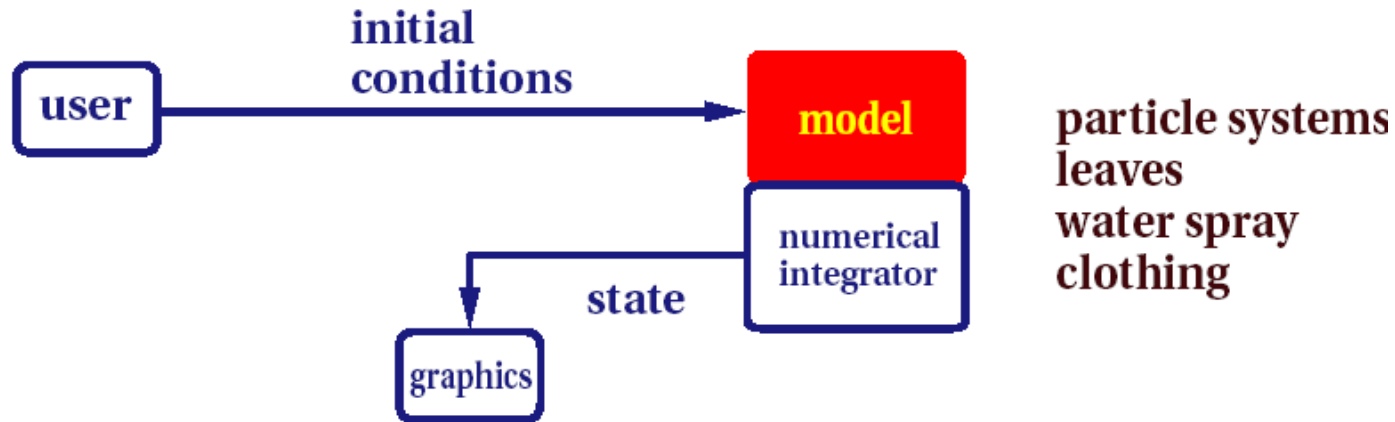 initial
conditions
user
model
particle systems
leaves
water spray
clothing
numerical
integrator
state
graphics